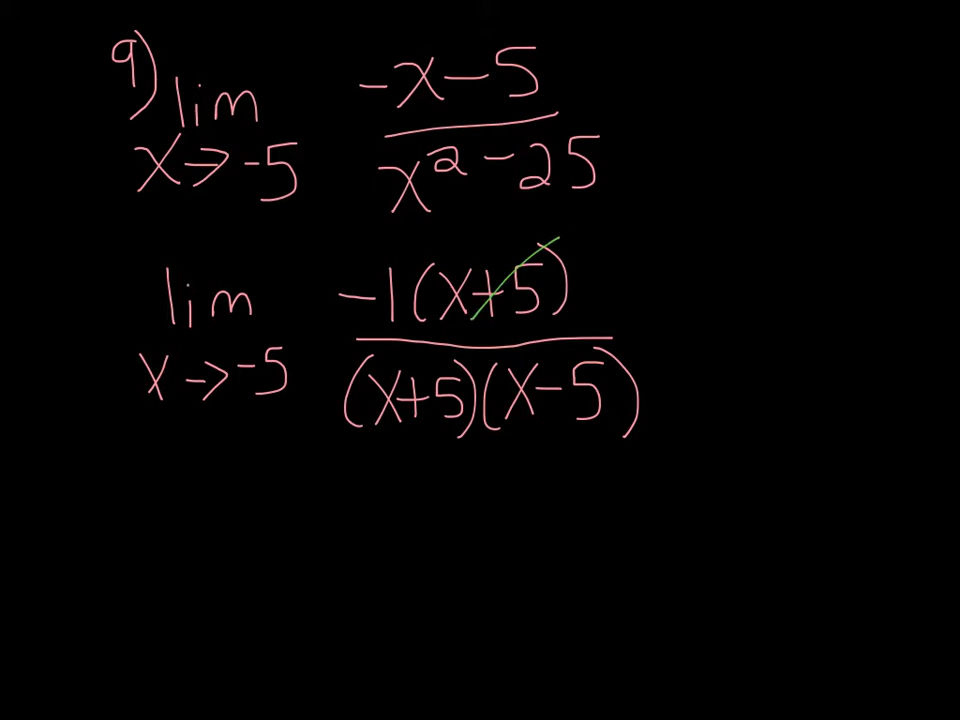 9) lim -x-5
x→-5 x²-25
lim -1(x+5)
x→-5 (x+5)(x-5)